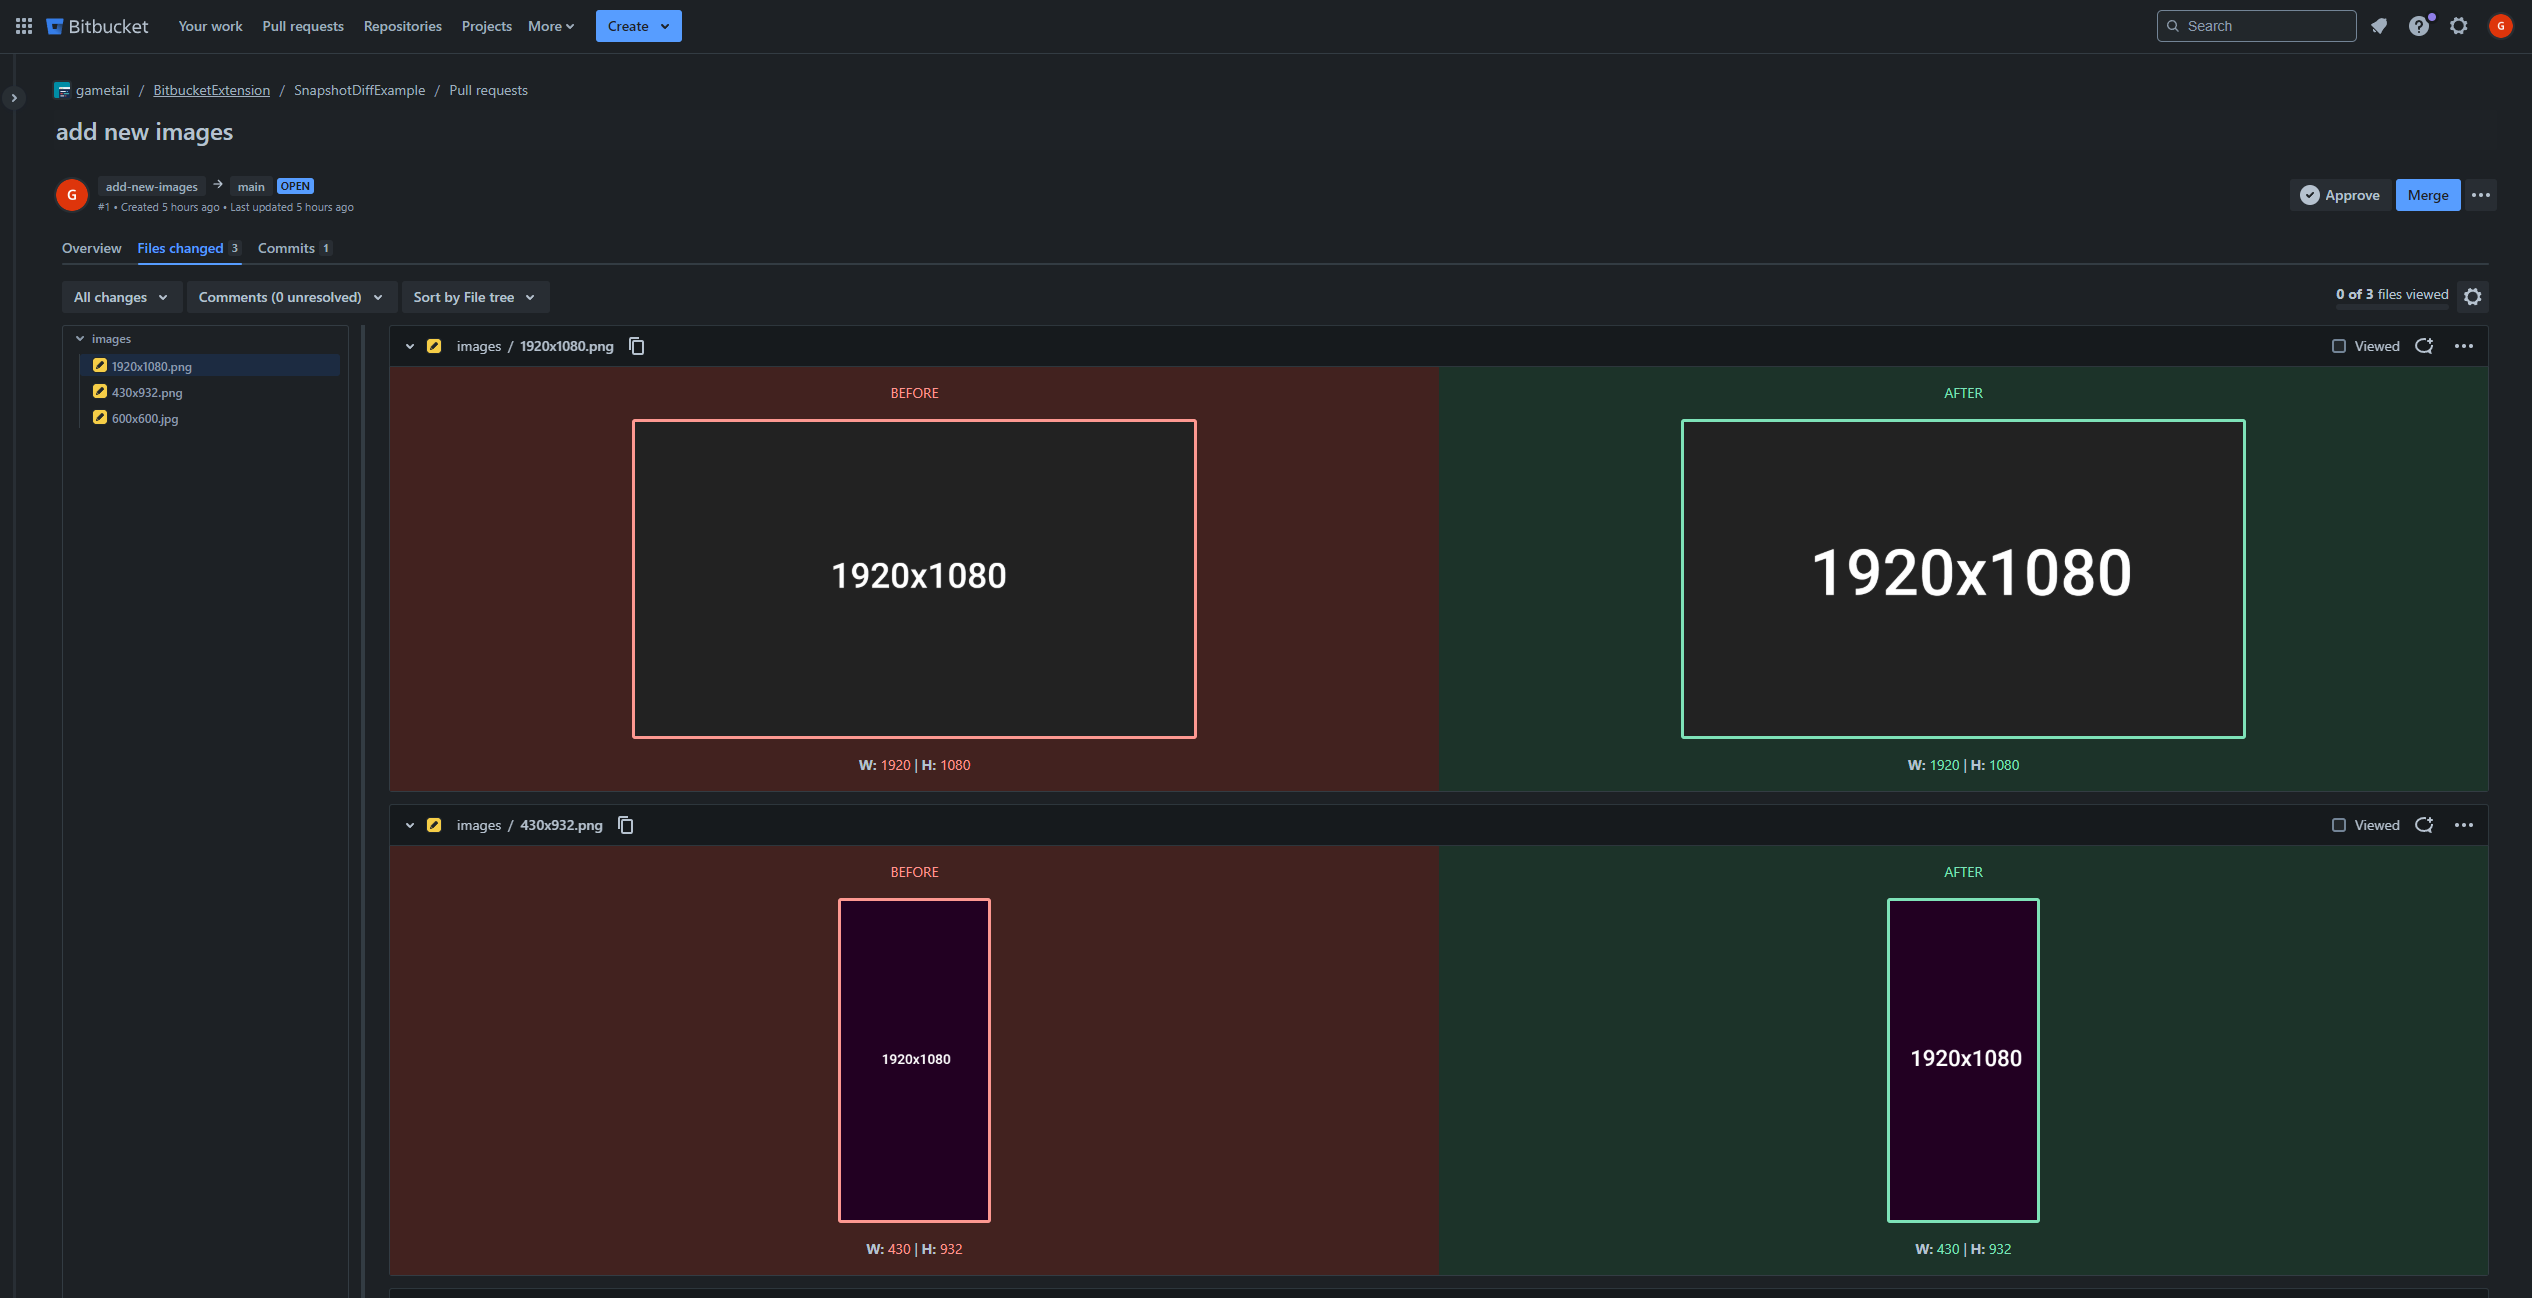 Bitbucket Your work Pull requests Repositories Projects More Create Search G
gametail / BitbucketExtension / SnapshotDiffExample / Pull requests
add new images
G add-new-images → main OPEN
#1 • Created 5 hours ago • Last updated 5 hours ago
Approve Merge
Overview Files changed 3 Commits 1
All changes Comments (0 unresolved) Sort by File tree 0 of 3 files viewed
images
1920x1080.png
430x932.png
600x600.jpg
images / 1920x1080.png Viewed
BEFORE AFTER
1920x1080 1920x1080
W: 1920 | H: 1080 W: 1920 | H: 1080
images / 430x932.png Viewed
BEFORE AFTER
1920x1080 1920x1080
W: 430 | H: 932 W: 430 | H: 932